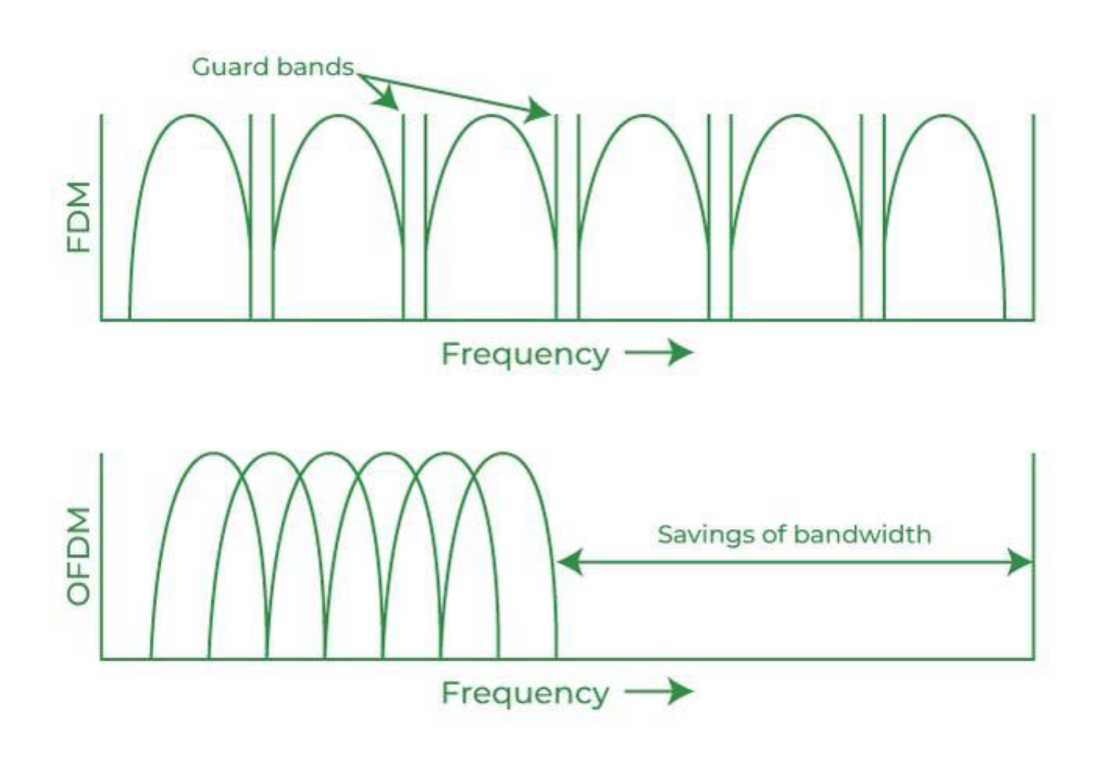 Guard bands
FDM
Frequency
OFDM
Savings of bandwidth
Frequency